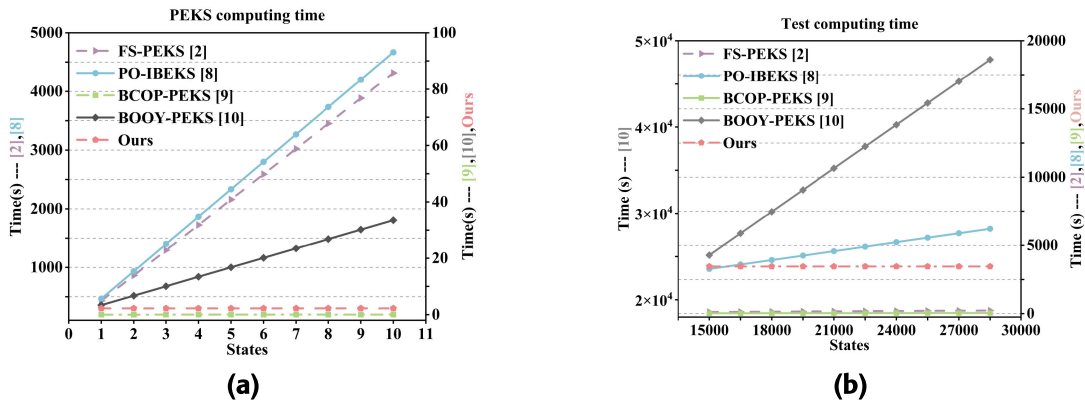 PEKS computing time
5000
4000
3000
2000
1000
100
80
60
40
20
0
FS-PEKS [2]
PO-IBEKS [8]
BCOP-PEKS [9]
BOOY-PEKS [10]
Ours
Time(s) --- [2],[8]
Time(s) --- [9],[10],Ours
0 1 2 3 4 5 6 7 8 9 10 11
States
(a)
Test computing time
5×10⁴
4×10⁴
3×10⁴
2×10⁴
20000
15000
10000
5000
0
FS-PEKS [2]
PO-IBEKS [8]
BCOP-PEKS [9]
BOOY-PEKS [10]
Ours
Time (s) --- [10]
Time (s) --- [2],[8],[9],Ours
15000 18000 21000 24000 27000 30000
States
(b)